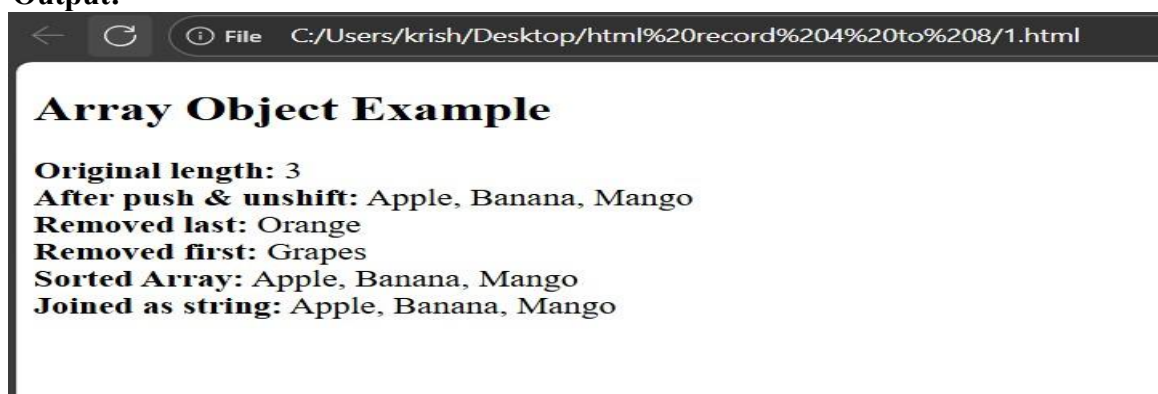 Output:
File C:/Users/krish/Desktop/html%20record%204%20to%208/1.html
Array Object Example
Original length: 3
After push & unshift: Apple, Banana, Mango
Removed last: Orange
Removed first: Grapes
Sorted Array: Apple, Banana, Mango
Joined as string: Apple, Banana, Mango